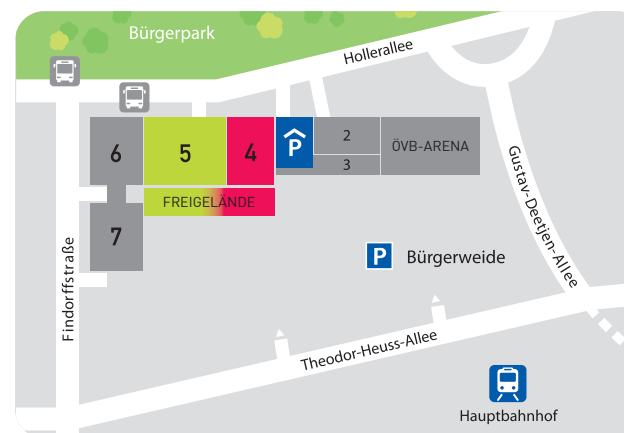 Bürgerpark
Hollerallee
6
5
4
P
2
3
ÖVB-ARENA
FREIGELÄNDE
7
Gustav-Deetjen-Allee
Findorffstraße
P
Bürgerweide
Theodor-Heuss-Allee
Hauptbahnhof